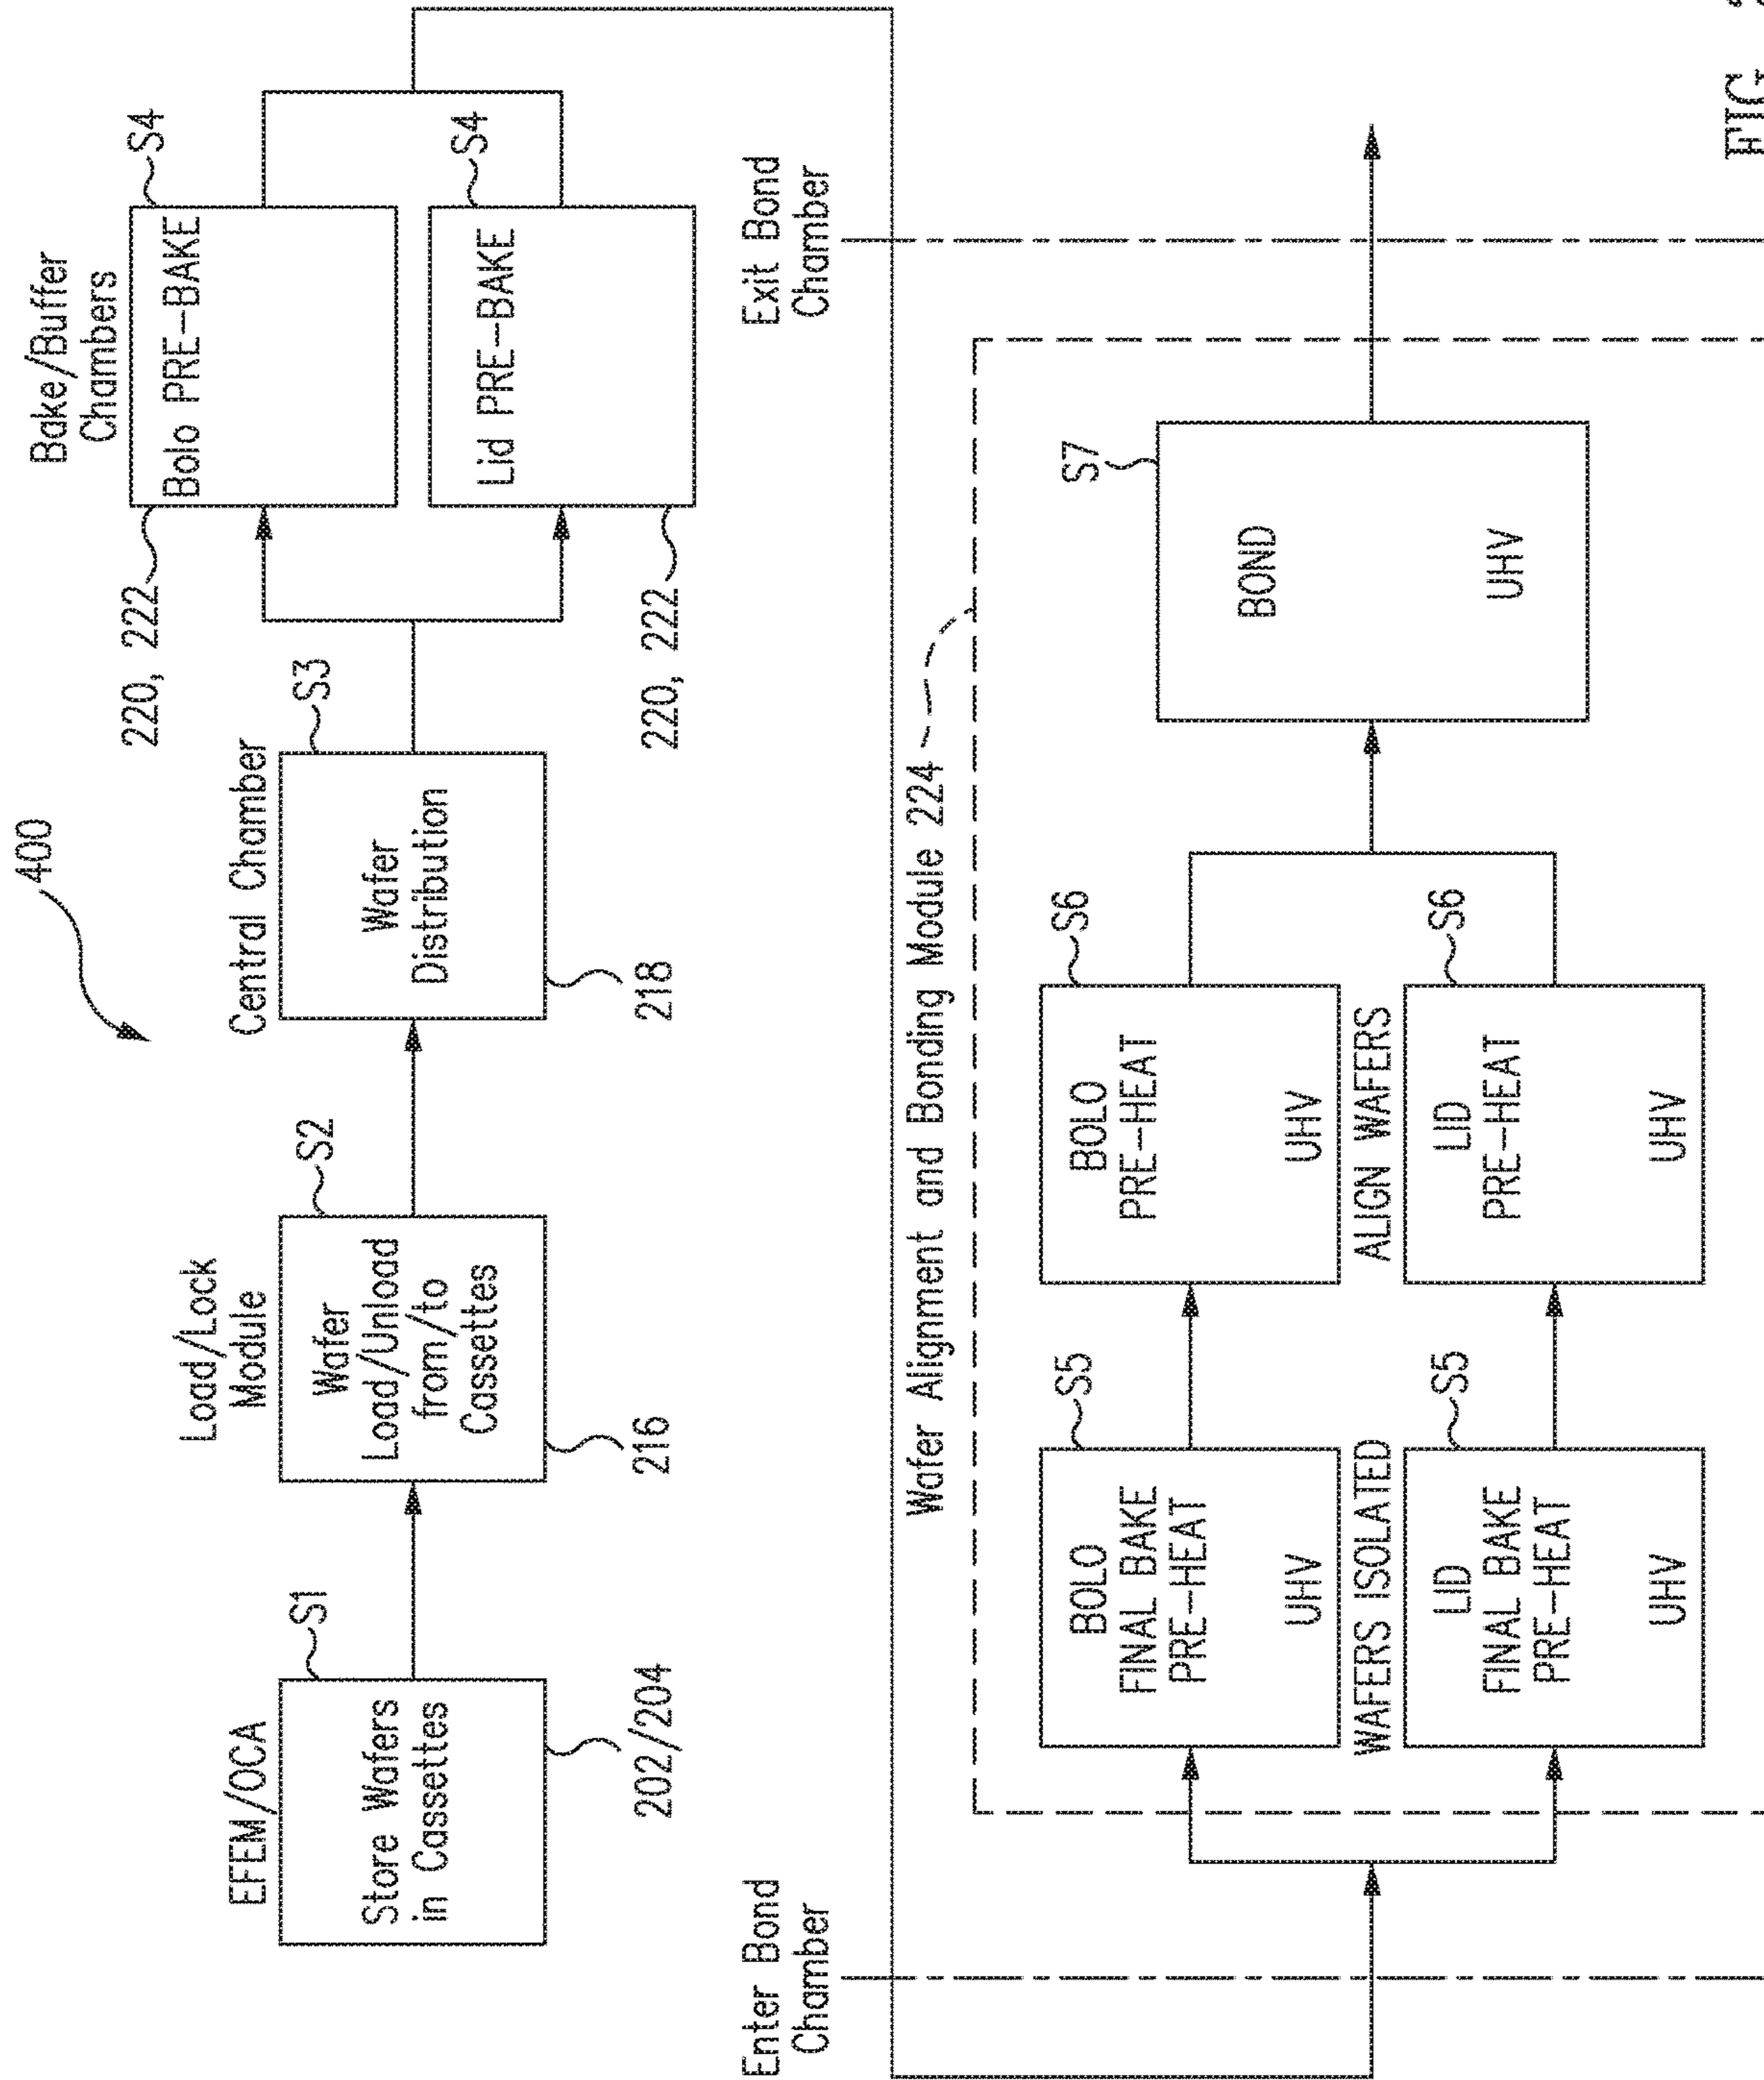 400
EFEM/OCA
S1
Store Wafers
in Cassettes
202/204
Load/Lock
Module
S2
Wafer
Load/Unload
from/to
Cassettes
216
Central Chamber
S3
Wafer
Distribution
218
Bake/Buffer
Chambers
S4
Bolo PRE-BAKE
220, 222
S4
Lid PRE-BAKE
220, 222
Enter Bond
Chamber
Exit Bond
Chamber
Wafer Alignment and Bonding Module 224
S5
BOLO
FINAL BAKE
PRE-HEAT
UHV
WAFERS ISOLATED
S5
LID
FINAL BAKE
PRE-HEAT
UHV
S6
BOLO
PRE-HEAT
UHV
ALIGN WAFERS
S6
LID
PRE-HEAT
UHV
S7
BOND
UHV
FIG.